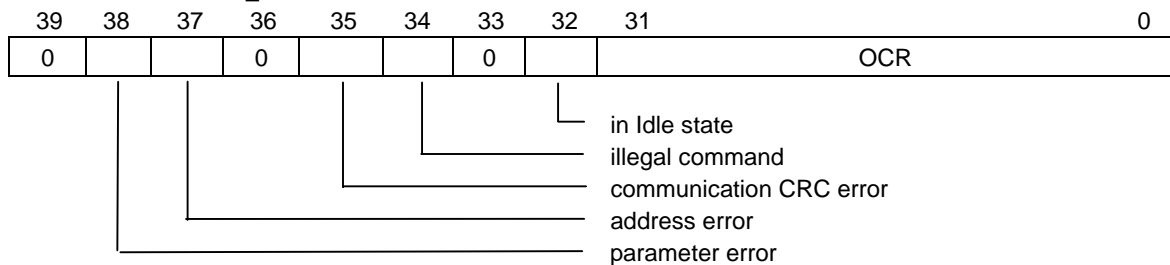 39 38 37 36 35 34 33 32 31 0
0 0 0 OCR
in Idle state
illegal command
communication CRC error
address error
parameter error